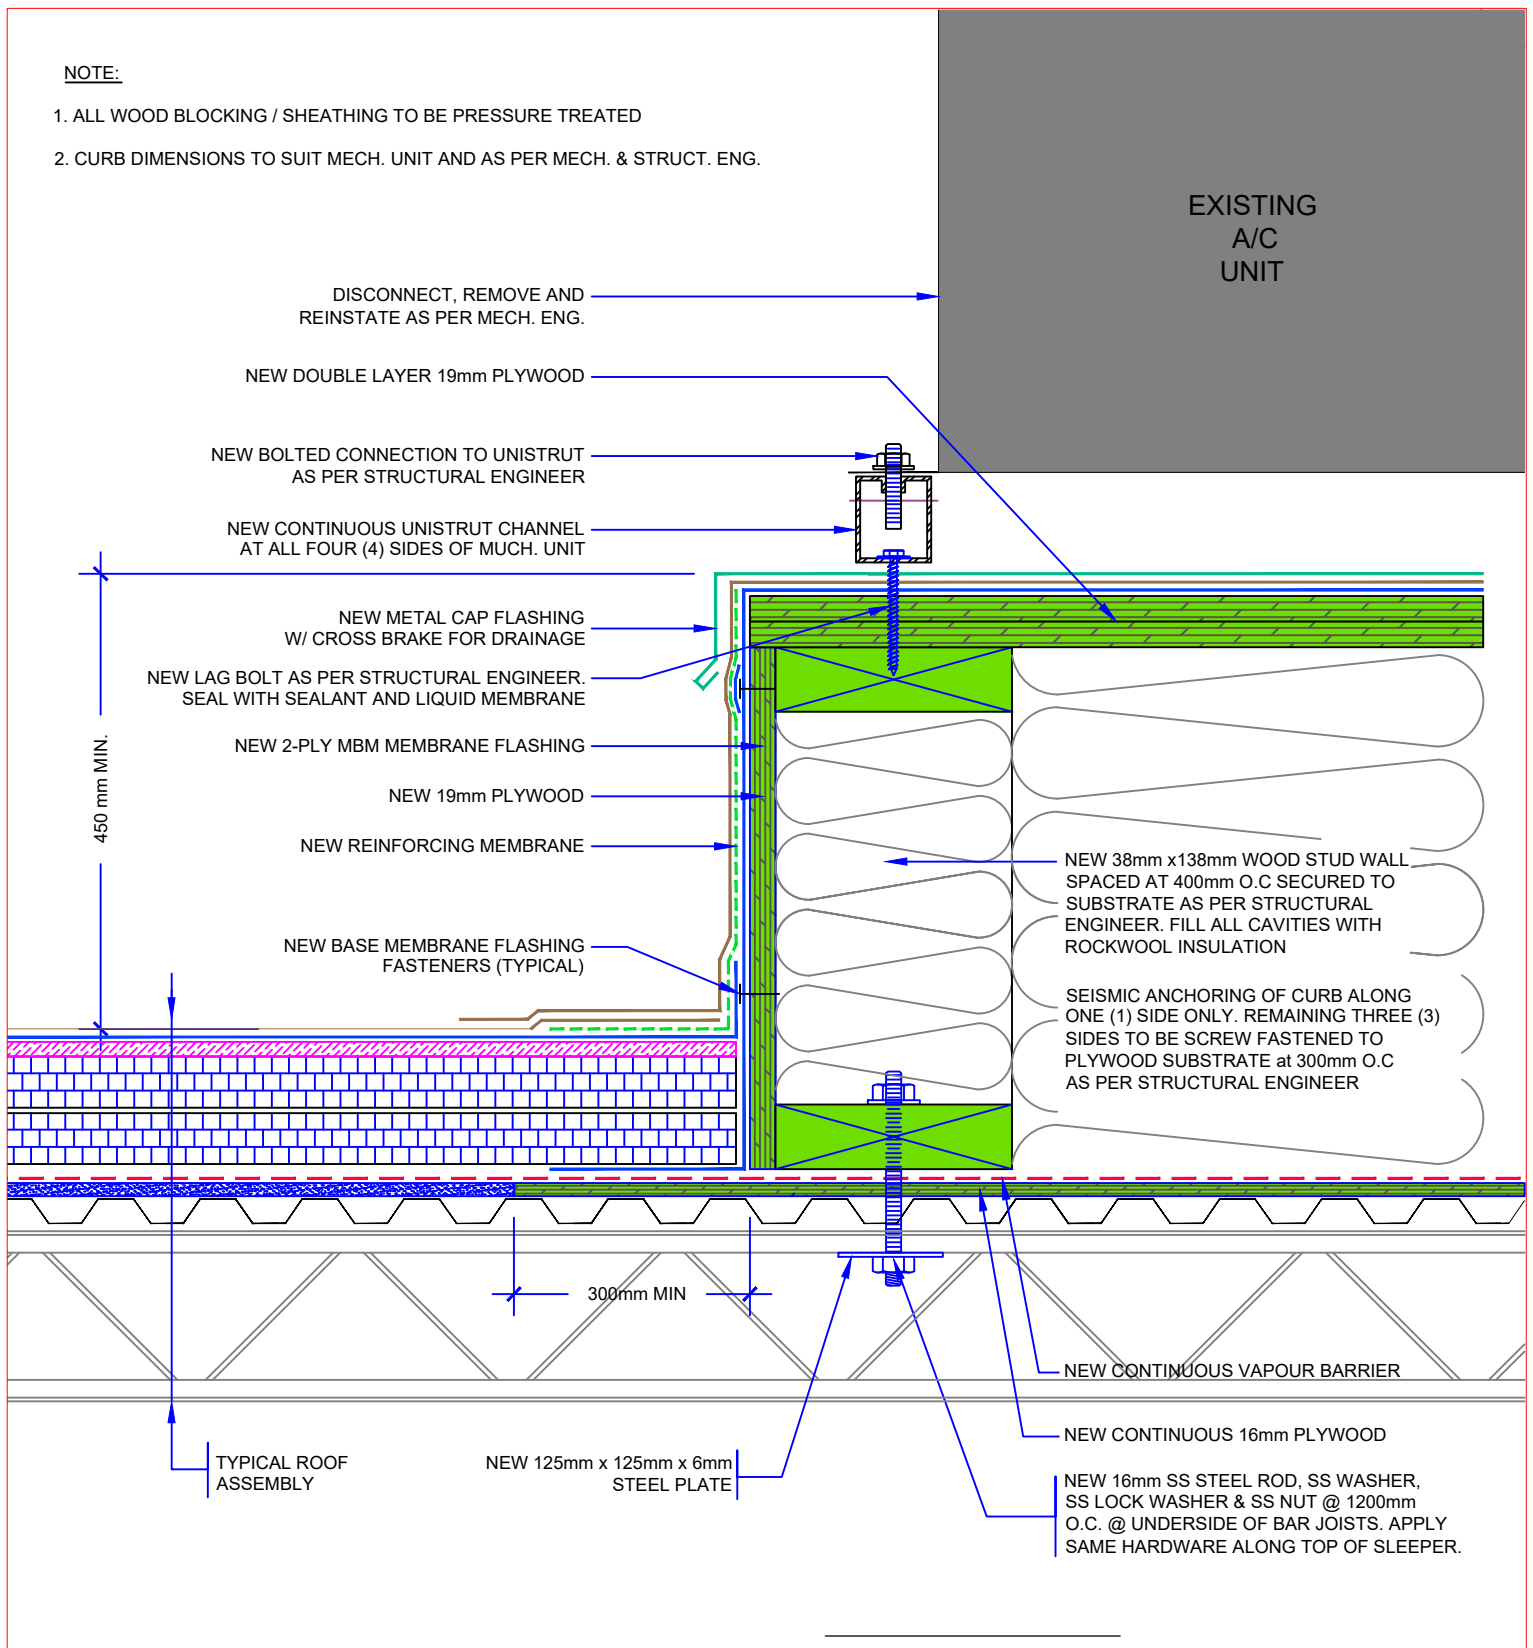 NOTE:
1. ALL WOOD BLOCKING / SHEATHING TO BE PRESSURE TREATED
2. CURB DIMENSIONS TO SUIT MECH. UNIT AND AS PER MECH. & STRUCT. ENG.
EXISTING
A/C
UNIT
DISCONNECT, REMOVE AND
REINSTATE AS PER MECH. ENG.
NEW DOUBLE LAYER 19mm PLYWOOD
NEW BOLTED CONNECTION TO UNISTRUT
AS PER STRUCTURAL ENGINEER
NEW CONTINUOUS UNISTRUT CHANNEL
AT ALL FOUR (4) SIDES OF MUCH. UNIT
NEW METAL CAP FLASHING
W/ CROSS BRAKE FOR DRAINAGE
NEW LAG BOLT AS PER STRUCTURAL ENGINEER.
SEAL WITH SEALANT AND LIQUID MEMBRANE
NEW 2-PLY MBM MEMBRANE FLASHING
NEW 19mm PLYWOOD
NEW REINFORCING MEMBRANE
NEW BASE MEMBRANE FLASHING
FASTENERS (TYPICAL)
450 mm MIN.
NEW 38mm x138mm WOOD STUD WALL
SPACED AT 400mm O.C SECURED TO
SUBSTRATE AS PER STRUCTURAL
ENGINEER. FILL ALL CAVITIES WITH
ROCKWOOL INSULATION
SEISMIC ANCHORING OF CURB ALONG
ONE (1) SIDE ONLY. REMAINING THREE (3)
SIDES TO BE SCREW FASTENED TO
PLYWOOD SUBSTRATE at 300mm O.C
AS PER STRUCTURAL ENGINEER
300mm MIN
NEW CONTINUOUS VAPOUR BARRIER
NEW CONTINUOUS 16mm PLYWOOD
TYPICAL ROOF
ASSEMBLY
NEW 125mm x 125mm x 6mm
STEEL PLATE
NEW 16mm SS STEEL ROD, SS WASHER,
SS LOCK WASHER & SS NUT @ 1200mm
O.C. @ UNDERSIDE OF BAR JOISTS. APPLY
SAME HARDWARE ALONG TOP OF SLEEPER.